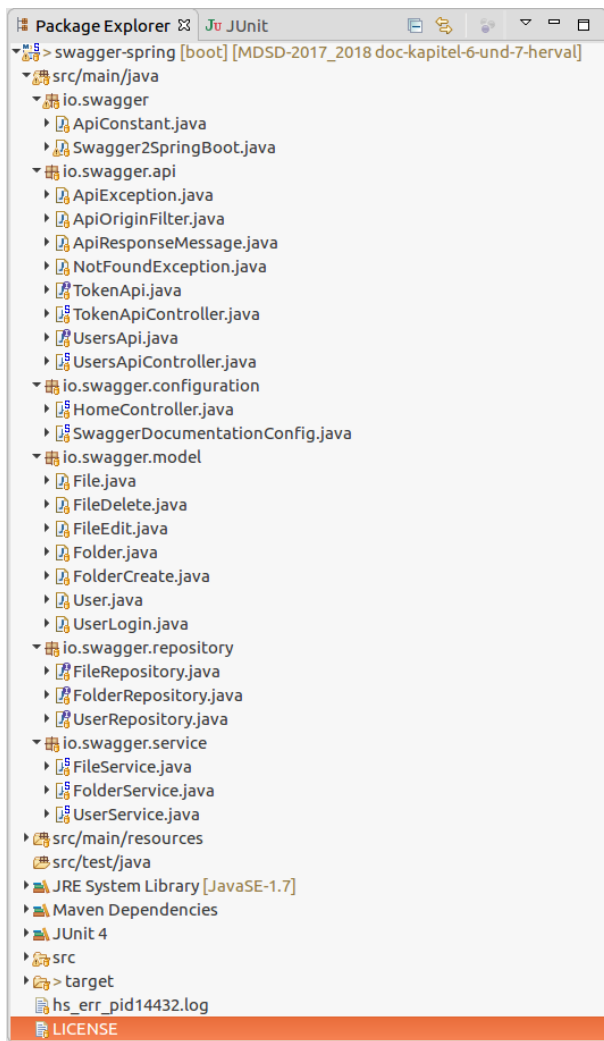 Package Explorer JU JUnit
> swagger-spring [boot] [MDSD-2017_2018 doc-kapitel-6-und-7-herval]
src/main/java
io.swagger
ApiConstant.java
Swagger2SpringBoot.java
io.swagger.api
ApiException.java
ApiOriginFilter.java
ApiResponseMessage.java
NotFoundException.java
TokenApi.java
TokenApiController.java
UsersApi.java
UsersApiController.java
io.swagger.configuration
HomeController.java
SwaggerDocumentationConfig.java
io.swagger.model
File.java
FileDelete.java
FileEdit.java
Folder.java
FolderCreate.java
User.java
UserLogin.java
io.swagger.repository
FileRepository.java
FolderRepository.java
UserRepository.java
io.swagger.service
FileService.java
FolderService.java
UserService.java
src/main/resources
src/test/java
JRE System Library [JavaSE-1.7]
Maven Dependencies
JUnit 4
src
> target
hs_err_pid14432.log
LICENSE